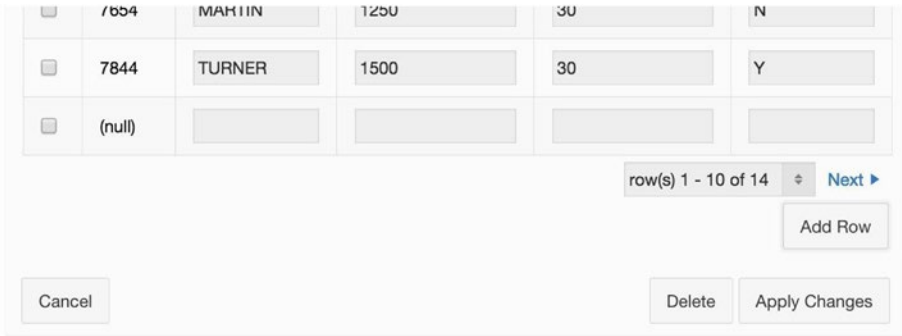 7654 MARTIN 1250 30 N
7844 TURNER 1500 30 Y
(null)
row(s) 1 - 10 of 14 Next
Add Row
Cancel Delete Apply Changes